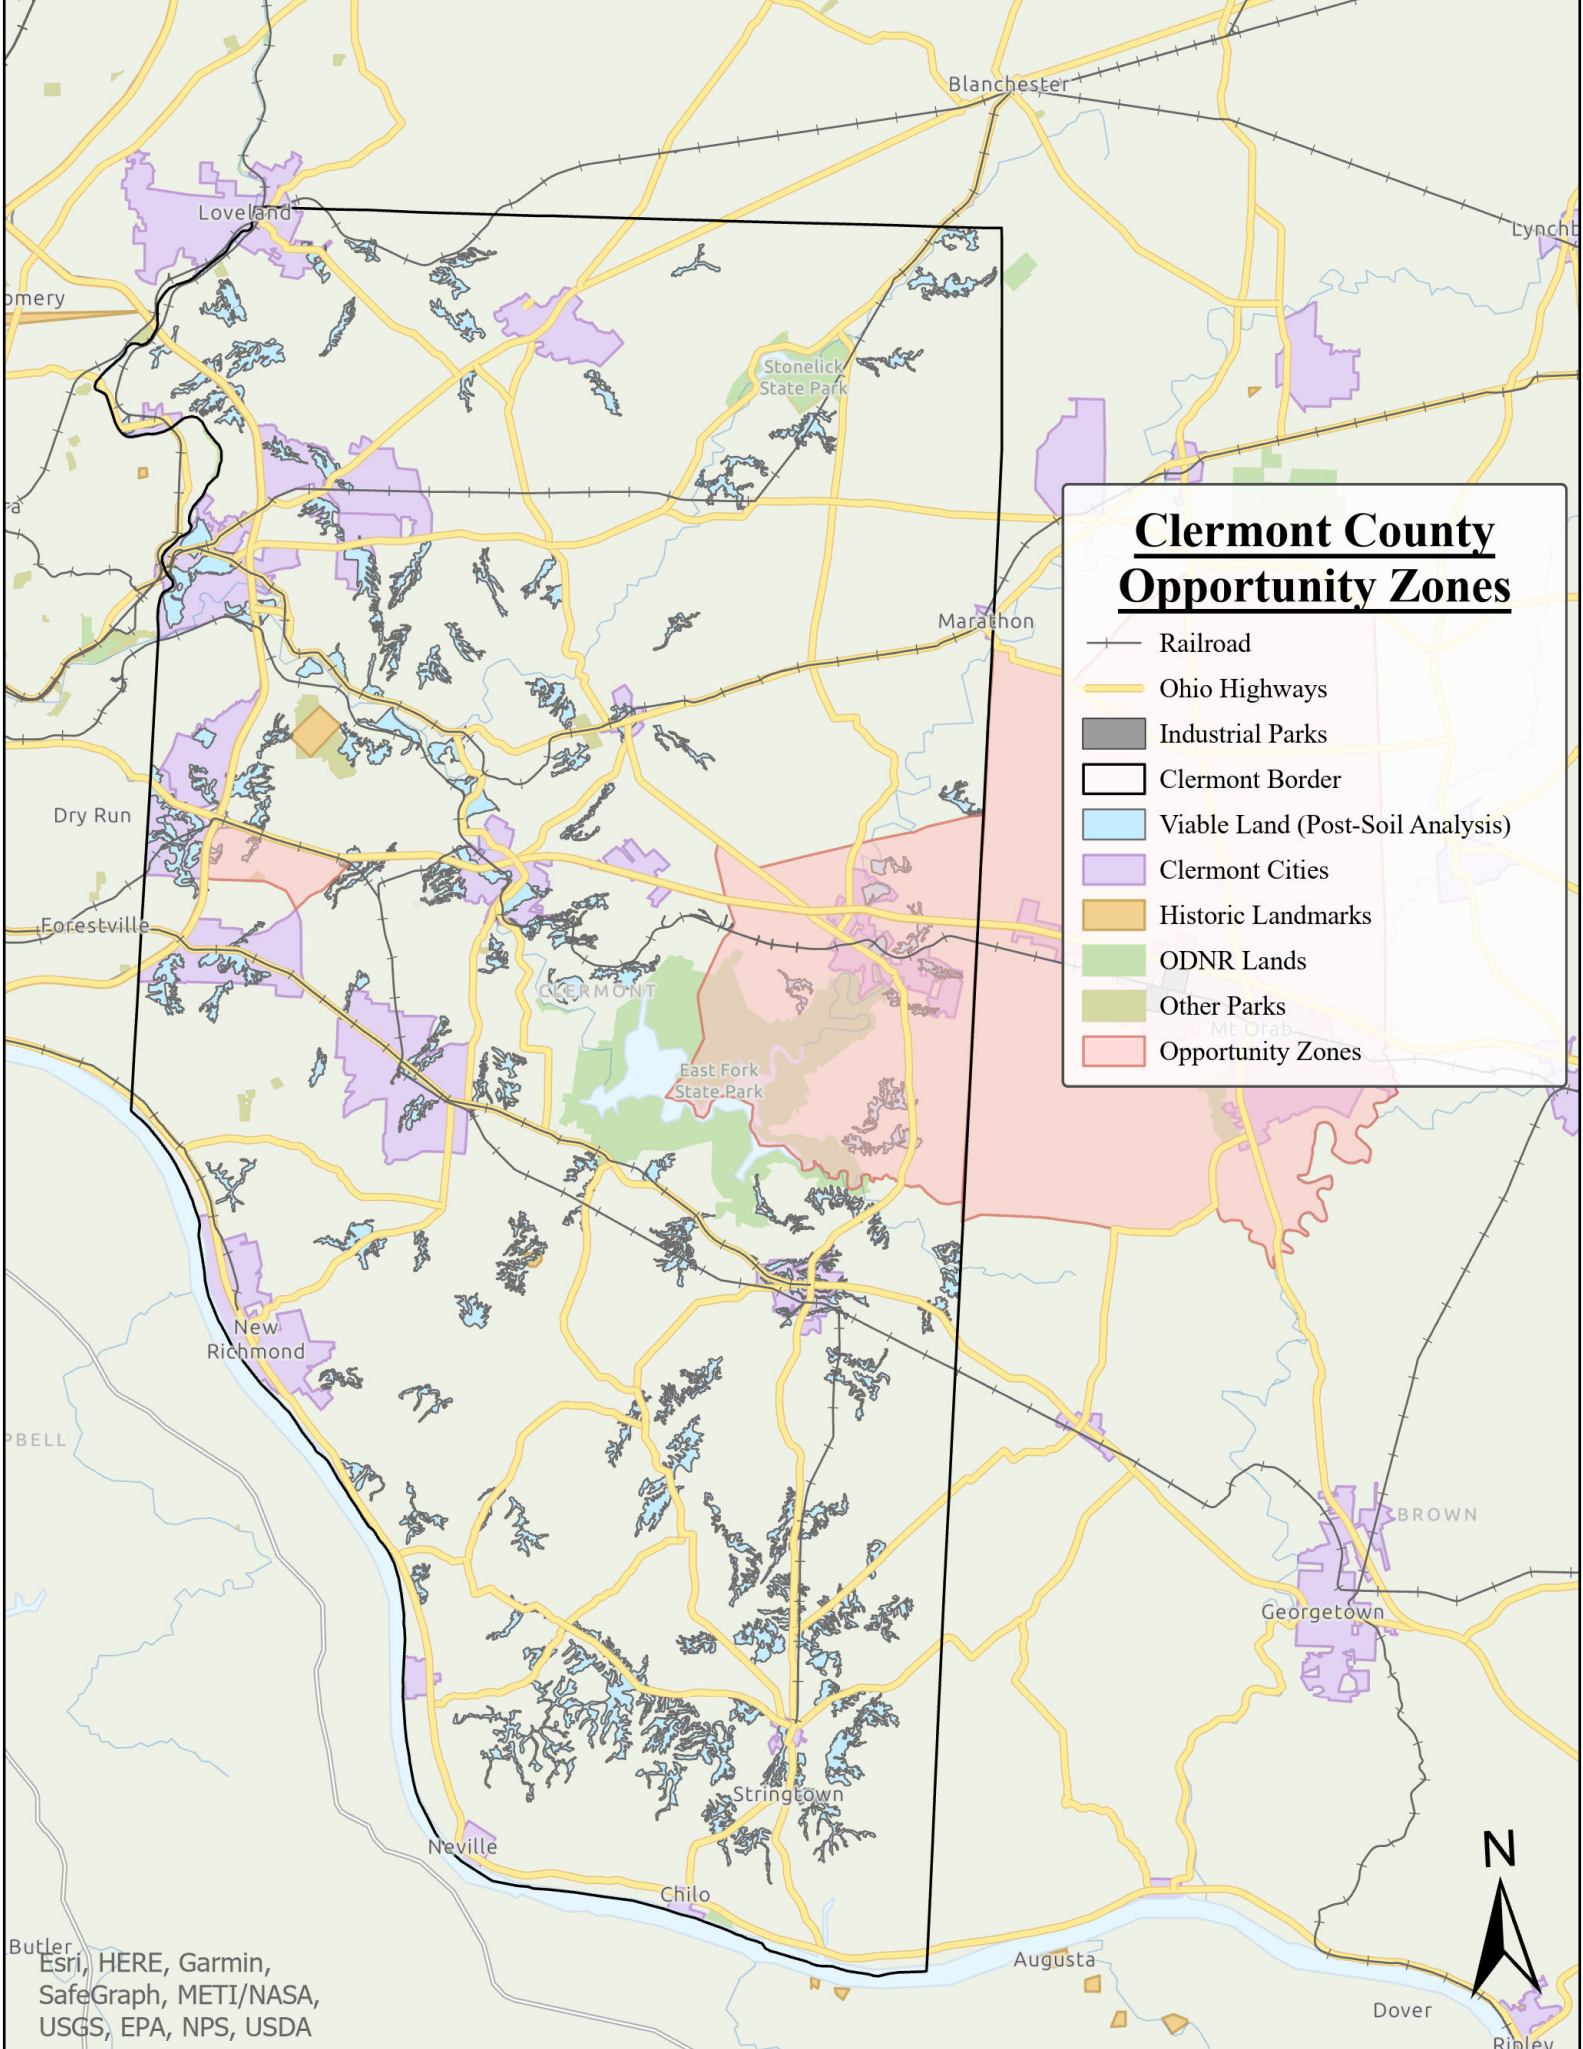 Blanchester
Loveland
Lynchb
omery
Stonelick
State Park
ra
Clermont County
Opportunity Zones
Marathon
Railroad
Ohio Highways
Industrial Parks
Clermont Border
Viable Land (Post-Soil Analysis)
Clermont Cities
Historic Landmarks
ODNR Lands
Other Parks
Opportunity Zones
Dry Run
Forestville
CLERMONT
Mt Orab
East Fork
State Park
New
Richmond
PBELL
BROWN
Georgetown
Stringtown
Neville
Chilo
N
Butler
Augusta
Esri, HERE, Garmin,
SafeGraph, METI/NASA,
USGS, EPA, NPS, USDA
Dover
Ripley